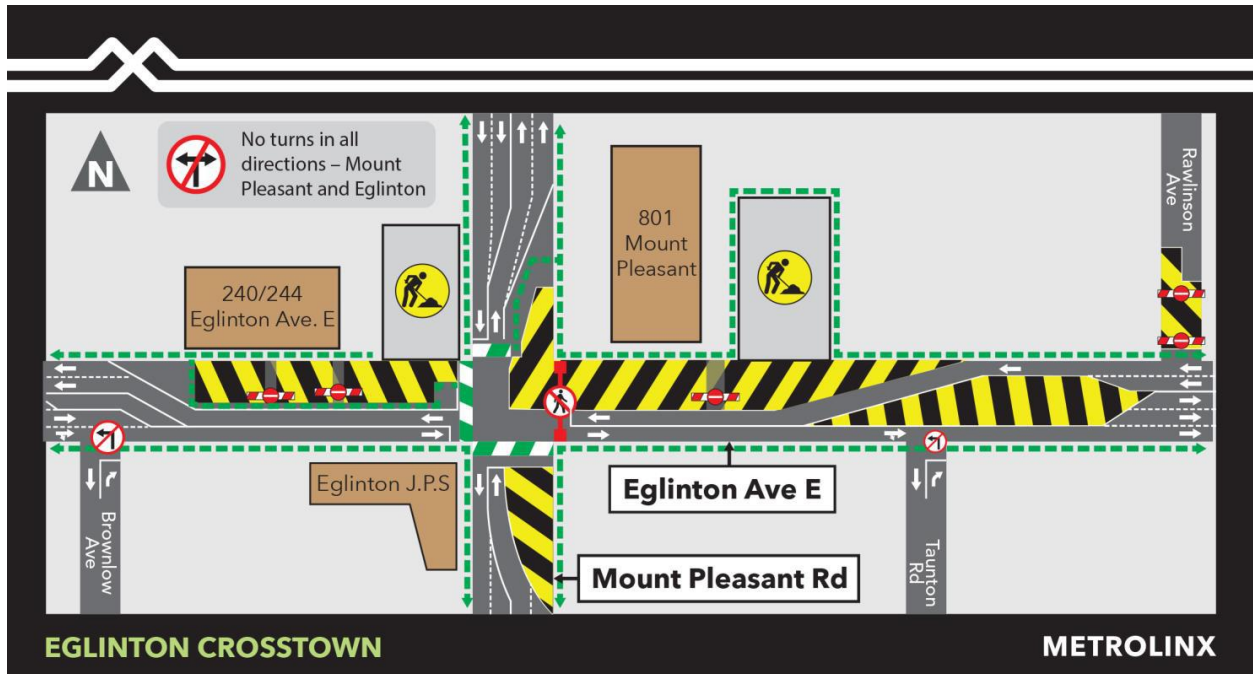 N
No turns in all
directions – Mount
Pleasant and Eglinton
240/244
Eglinton Ave. E
801
Mount
Pleasant
Rawlinson
Ave
Eglinton J.P.S
Eglinton Ave E
Brownlow
Ave
Mount Pleasant Rd
Taunton
Rd
EGLINTON CROSSTOWN
METROLINX